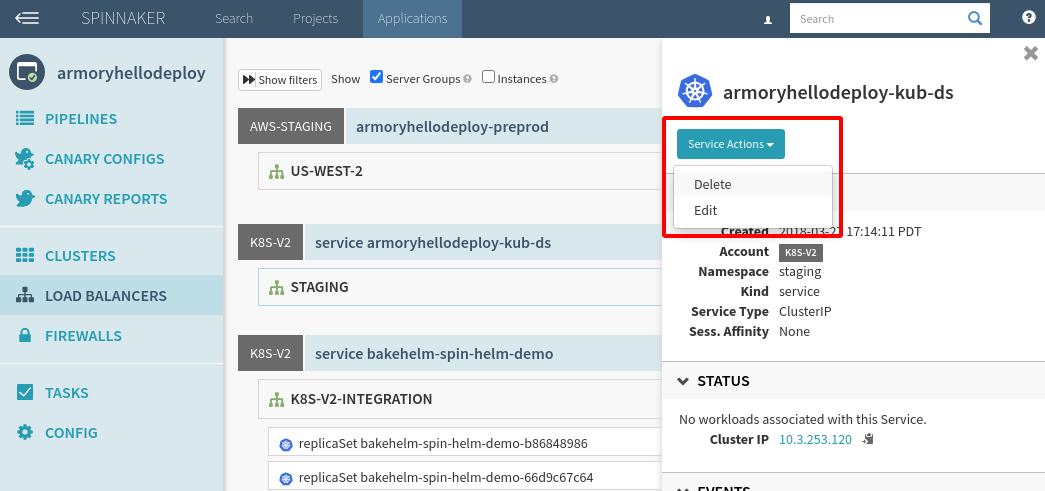 SPINNAKER Search Projects Applications Search
armoryhellodeploy
PIPELINES
CANARY CONFIGS
CANARY REPORTS
CLUSTERS
LOAD BALANCERS
FIREWALLS
TASKS
CONFIG
Show filters Show Server Groups Instances
AWS-STAGING armoryhellodeploy-preprod
US-WEST-2
K8S-V2 service armoryhellodeploy-kub-ds
STAGING
K8S-V2 service bakehelm-spin-helm-demo
K8S-V2-INTEGRATION
replicaSet bakehelm-spin-helm-demo-b86848986
replicaSet bakehelm-spin-helm-demo-66d9c67c64
armoryhellodeploy-kub-ds
Service Actions
Delete
Edit
Created 2018-03-27 17:14:11 PDT
Account K8S-V2
Namespace staging
Kind service
Service Type ClusterIP
Sess. Affinity None
STATUS
No workloads associated with this Service.
Cluster IP 10.3.253.120
EVENTS